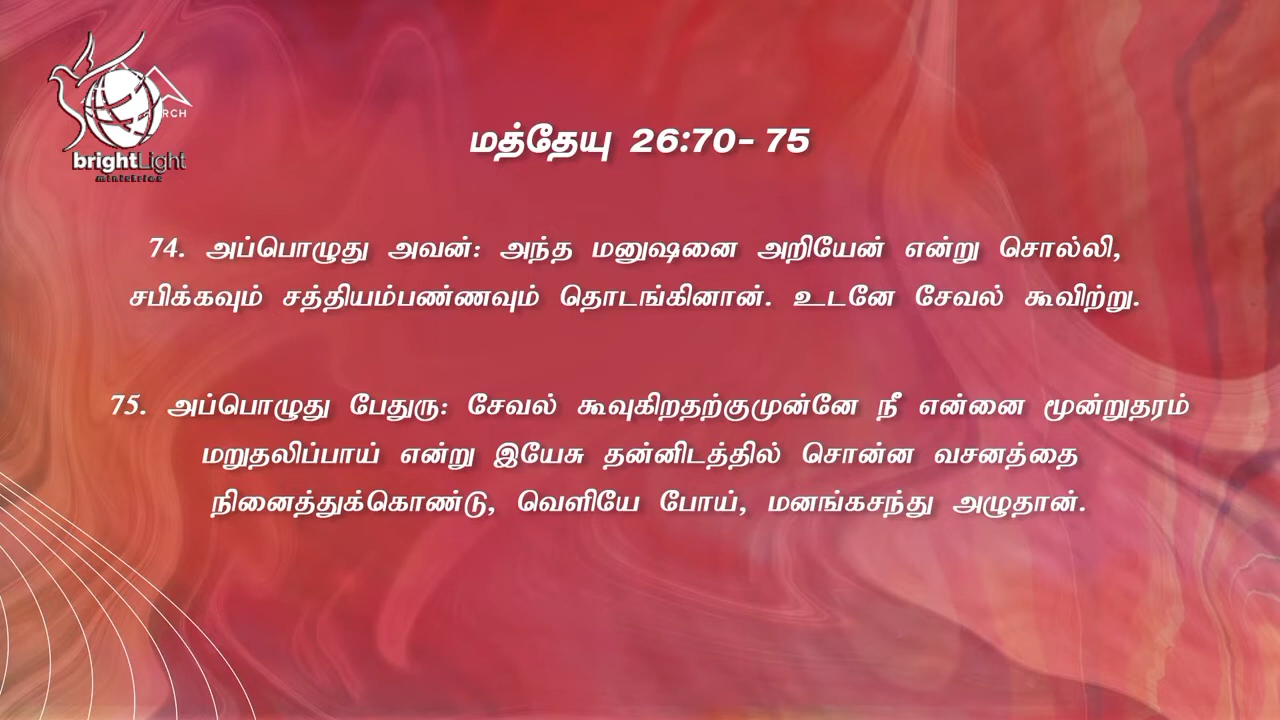 RCH
brightLight
ministries
மத்தேயு 26:70- 75
74. அப்பொழுது அவன்: அந்த மனுஷனை அறியேன் என்று சொல்லி,
சபிக்கவும் சத்தியம்பண்ணவும் தொடங்கினான். உடனே சேவல் கூவிற்று.
75. அப்பொழுது பேதுரு: சேவல் கூவுகிறதற்குமுன்னே நீ என்னை மூன்றுதரம்
மறுதலிப்பாய் என்று இயேசு தன்னிடத்தில் சொன்ன வசனத்தை
நினைத்துக்கொண்டு, வெளியே போய், மனங்கசந்து அழுதான்.